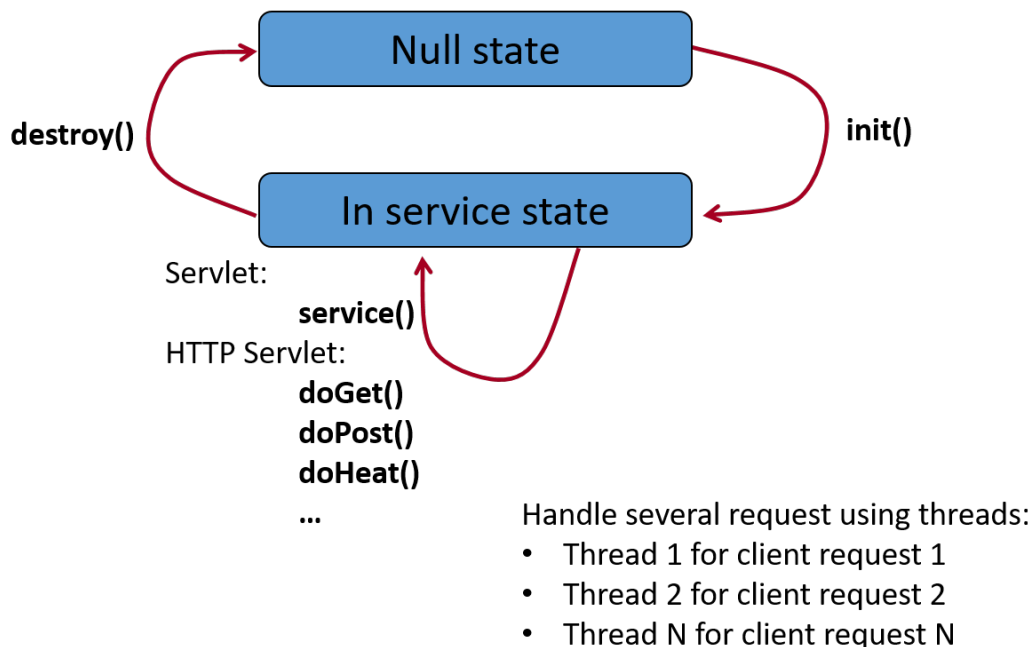 Null state
destroy()
init()
In service state
Servlet:
service()
HTTP Servlet:
doGet()
doPost()
doHeat()
...
Handle several request using threads:
• Thread 1 for client request 1
• Thread 2 for client request 2
• Thread N for client request N